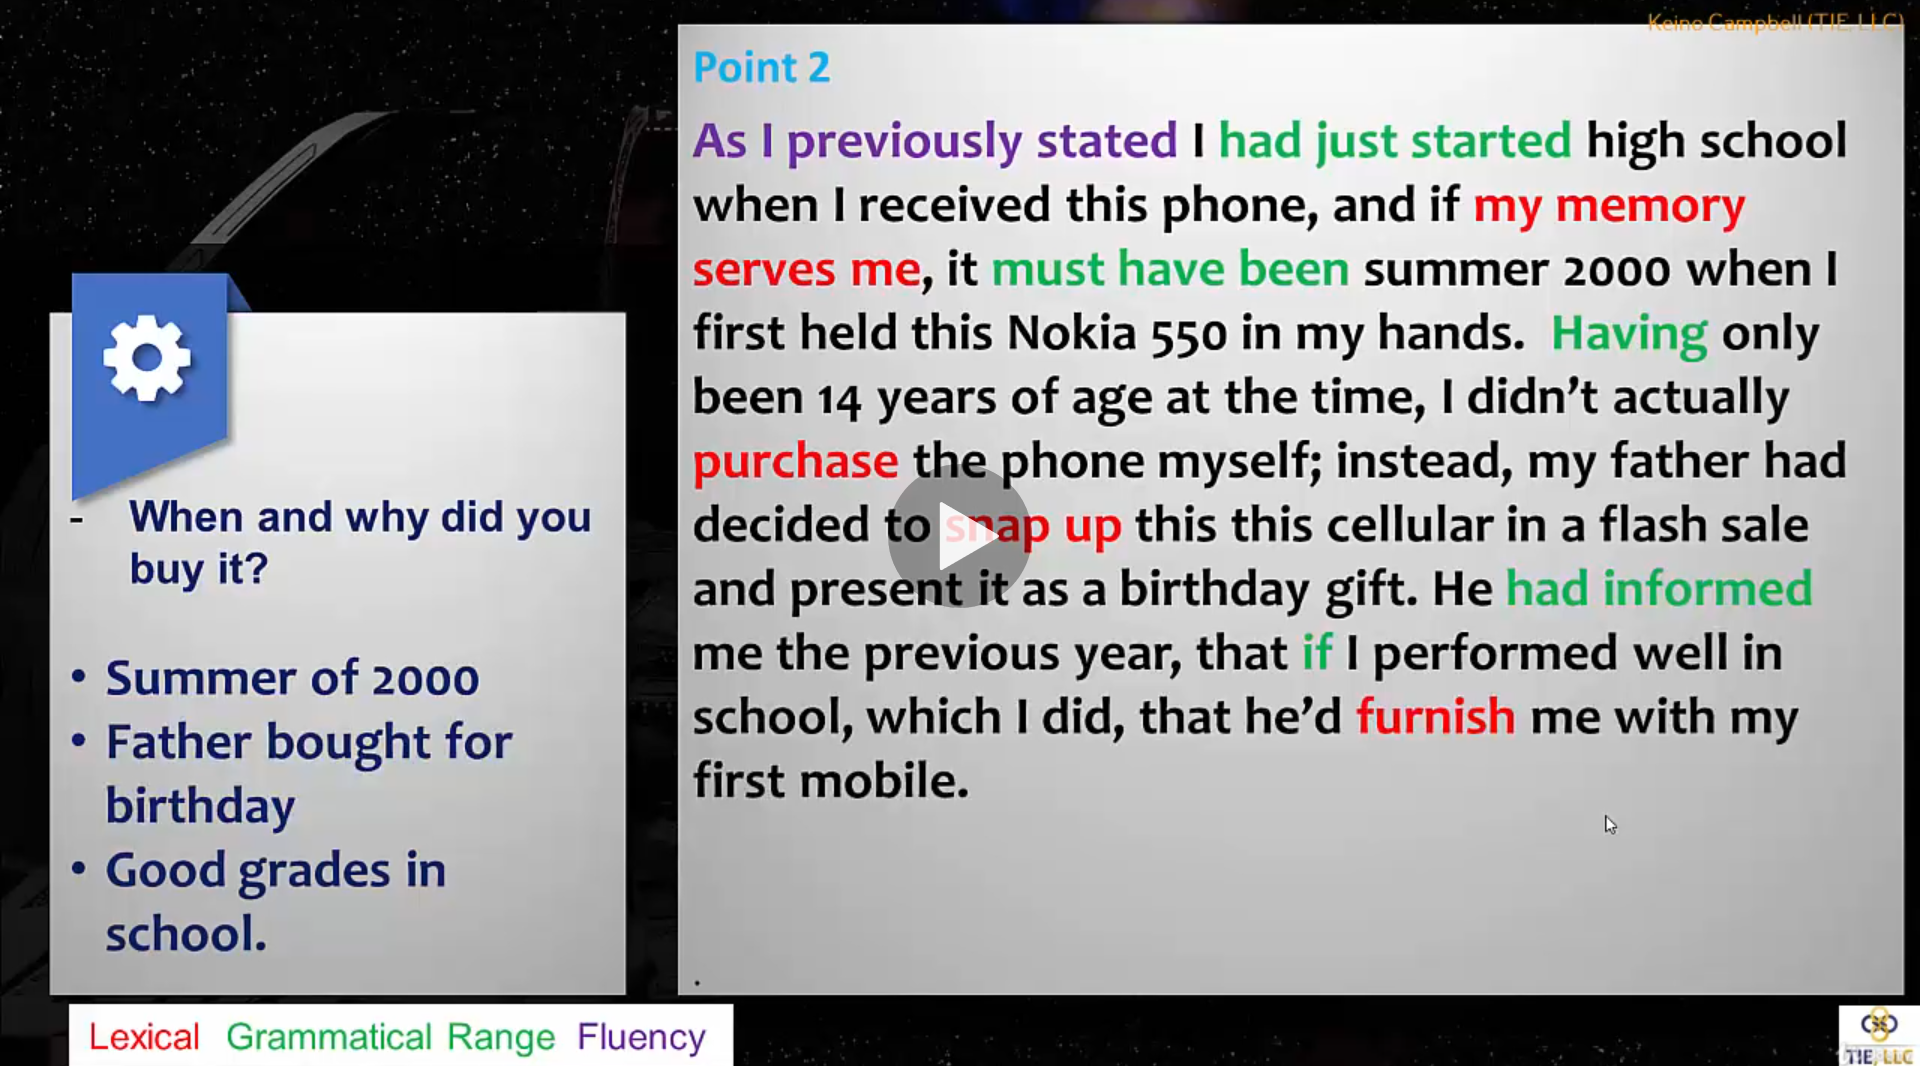 Keino Campbell (TIE, LLC)
Point 2
As I previously stated I had just started high school
when I received this phone, and if my memory
serves me, it must have been summer 2000 when I
first held this Nokia 550 in my hands.  Having only
been 14 years of age at the time, I didn't actually
purchase the phone myself; instead, my father had
decided to snap up this this cellular in a flash sale
and present it as a birthday gift. He had informed
me the previous year, that if I performed well in
school, which I did, that he'd furnish me with my
first mobile.
.
- When and why did you
buy it?
• Summer of 2000
• Father bought for
birthday
• Good grades in
school.
Lexical Grammatical Range Fluency
TIE, LLC